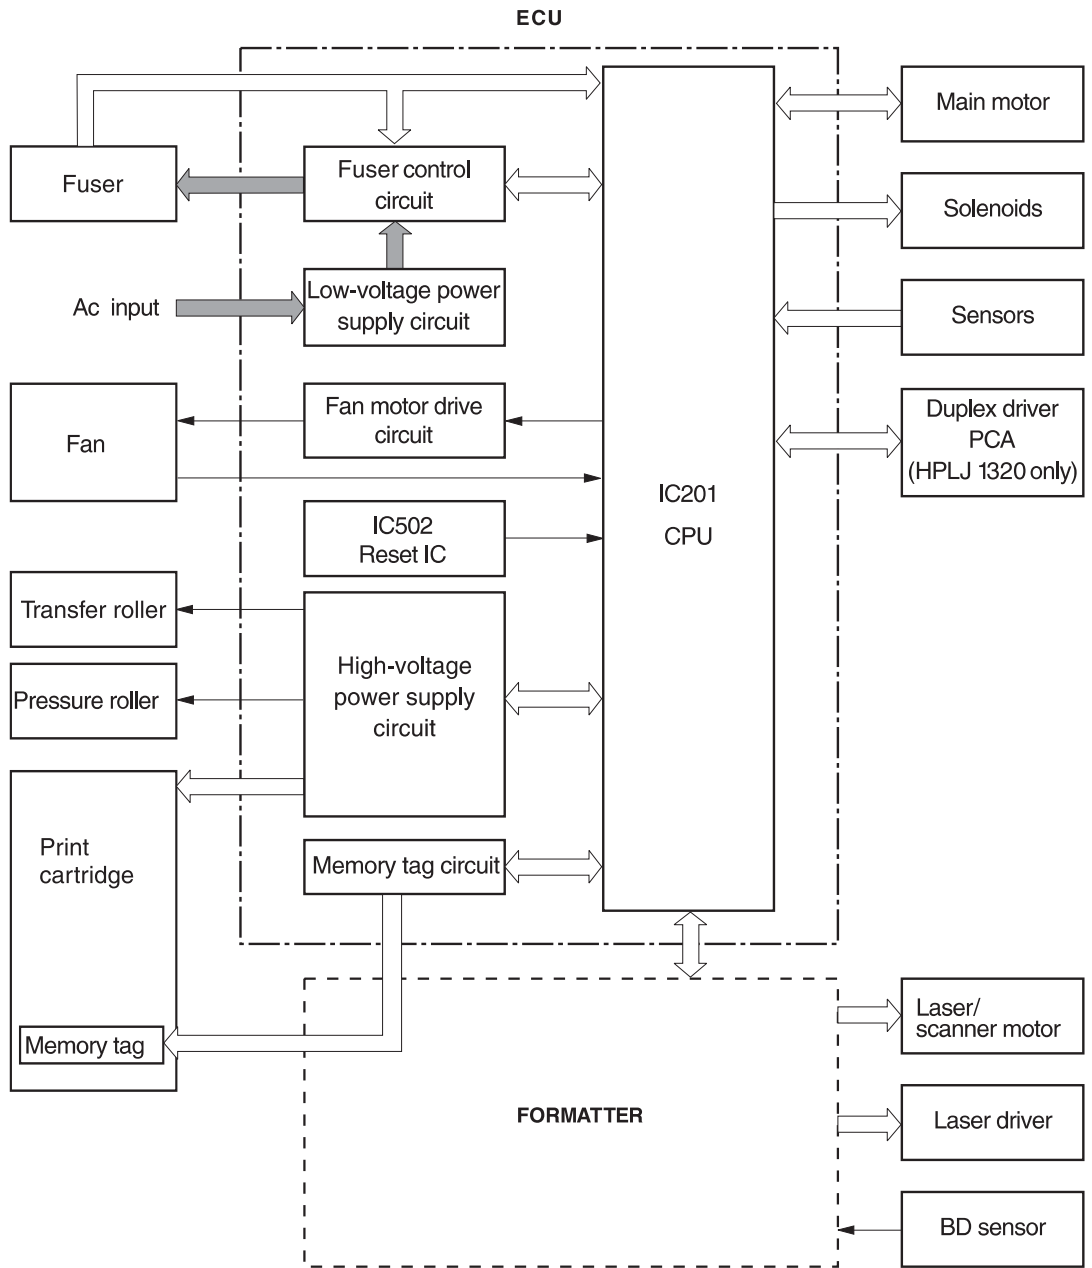 ECU
Fuser
Fuser control
circuit
Ac input
Low-voltage power
supply circuit
Fan
Fan motor drive
circuit
IC502
Reset IC
Transfer roller
Pressure roller
High-voltage
power supply
circuit
Print
cartridge
Memory tag
Memory tag circuit
IC201
CPU
Main motor
Solenoids
Sensors
Duplex driver
PCA
(HPLJ 1320 only)
FORMATTER
Laser/
scanner motor
Laser driver
BD sensor